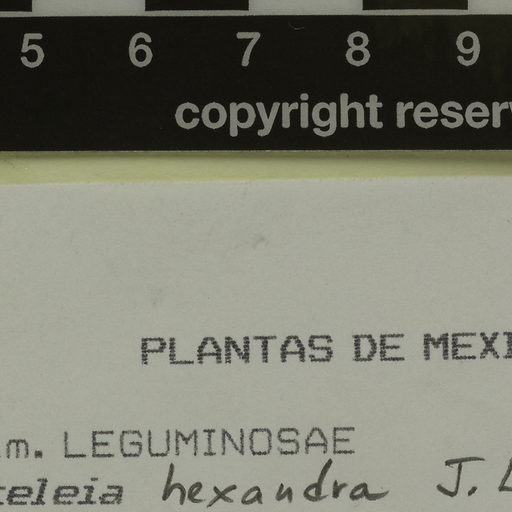 5 6 7 8 9
copyright reser
PLANTAS DE MEXI
m. LEGUMINOSAE
teleia hexandra J.